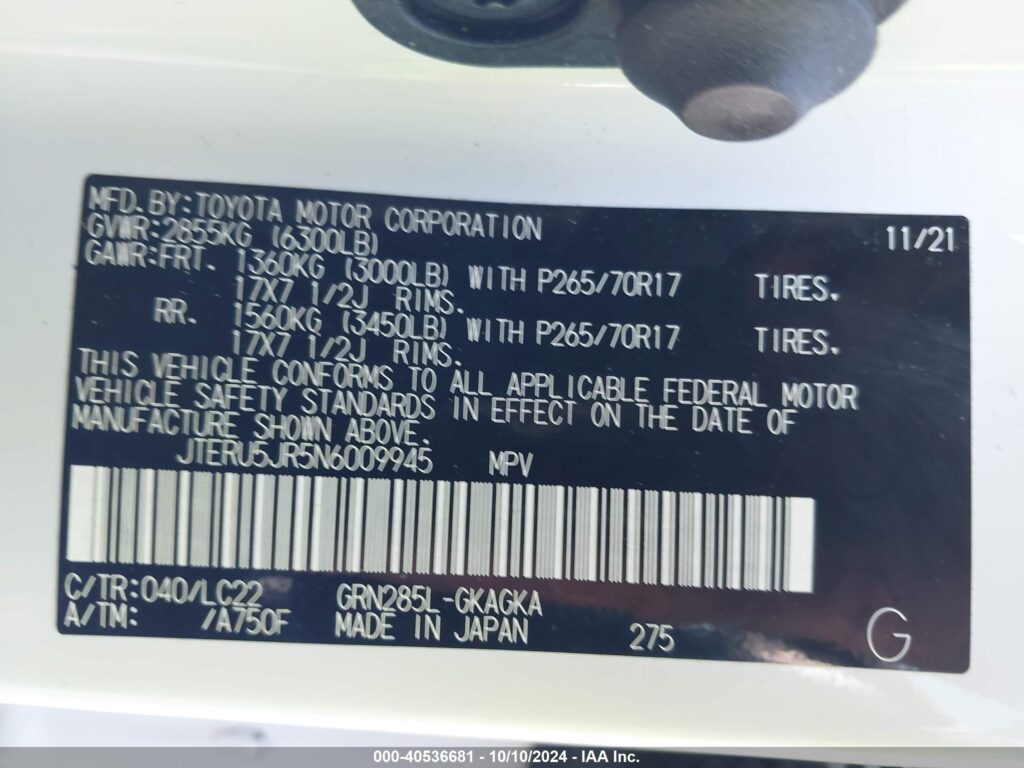 MFD. BY: TOYOTA MOTOR CORPORATION 11/21
GVWR: 2855KG (6300LB)
GAWR: FRT. 1360KG (3000LB) WITH P265/70R17 TIRES.
17X7 1/2J RIMS.
RR. 1560KG (3450LB) WITH P265/70R17 TIRES.
17X7 1/2J RIMS.
THIS VEHICLE CONFORMS TO ALL APPLICABLE FEDERAL MOTOR
VEHICLE SAFETY STANDARDS IN EFFECT ON THE DATE OF
MANUFACTURE SHOWN ABOVE.
JTERU5JR5N6009945 MPV
C/TR: 040/LC22 GRN285L-GKAGKA
A/TM: /A750F MADE IN JAPAN 275 G
000-40536681 - 10/10/2024 - IAA Inc.